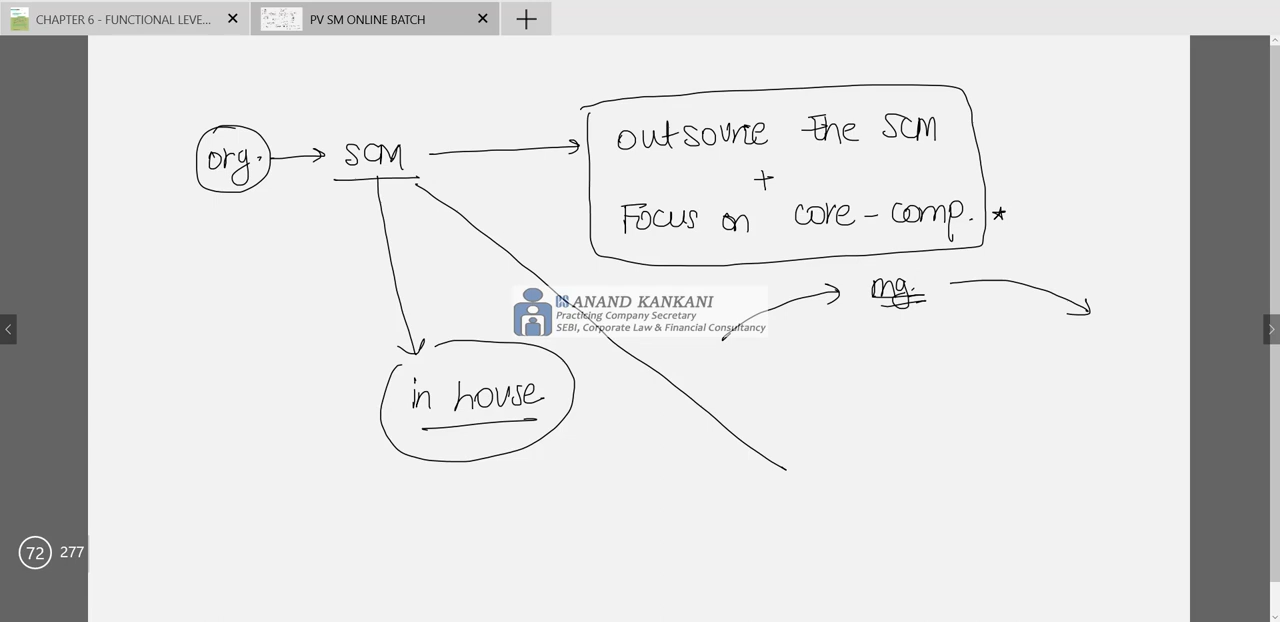 CHAPTER 6 - FUNCTIONAL LEVE...
PV SM ONLINE BATCH
org.
SCM
outsource the SCM
+
Focus on core-comp. *
mg.
CS ANAND KANKANI
Practicing Company Secretary
SEBI, Corporate Law & Financial Consultancy
in house
72 277